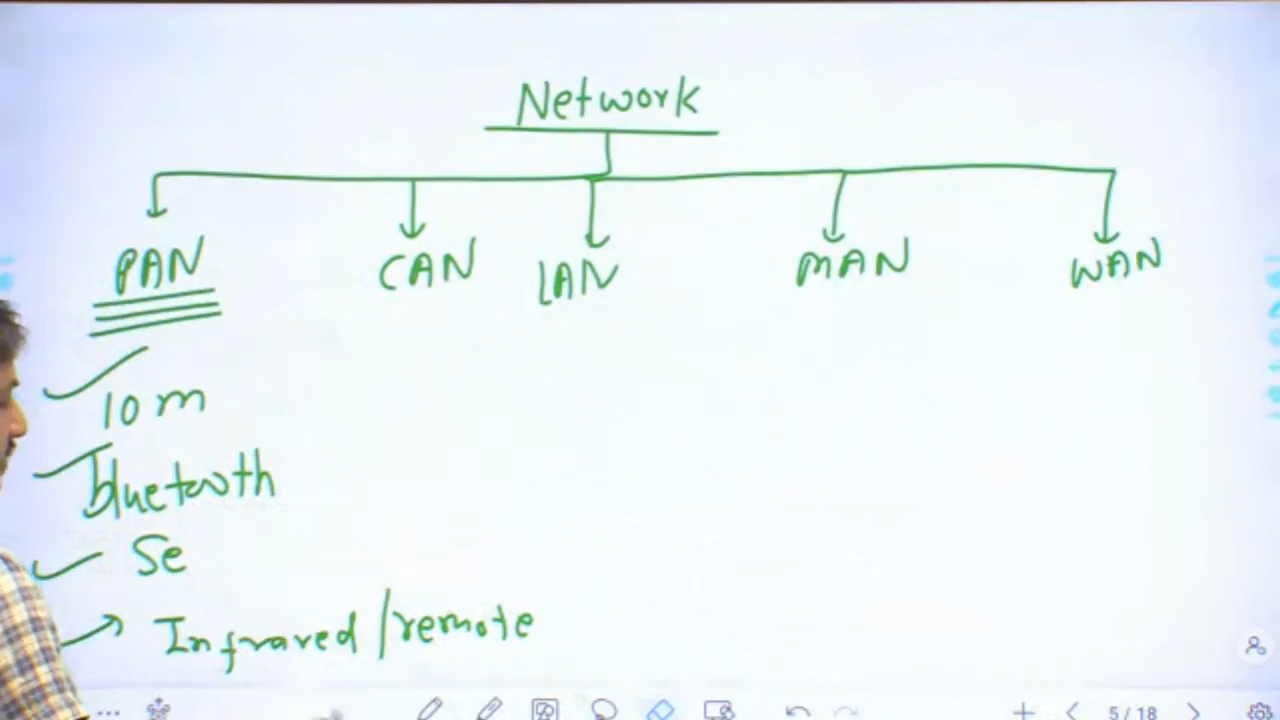 Network
PAN CAN LAN MAN WAN
10 m
bluetooth
Se
Infrared/remote
5 / 18